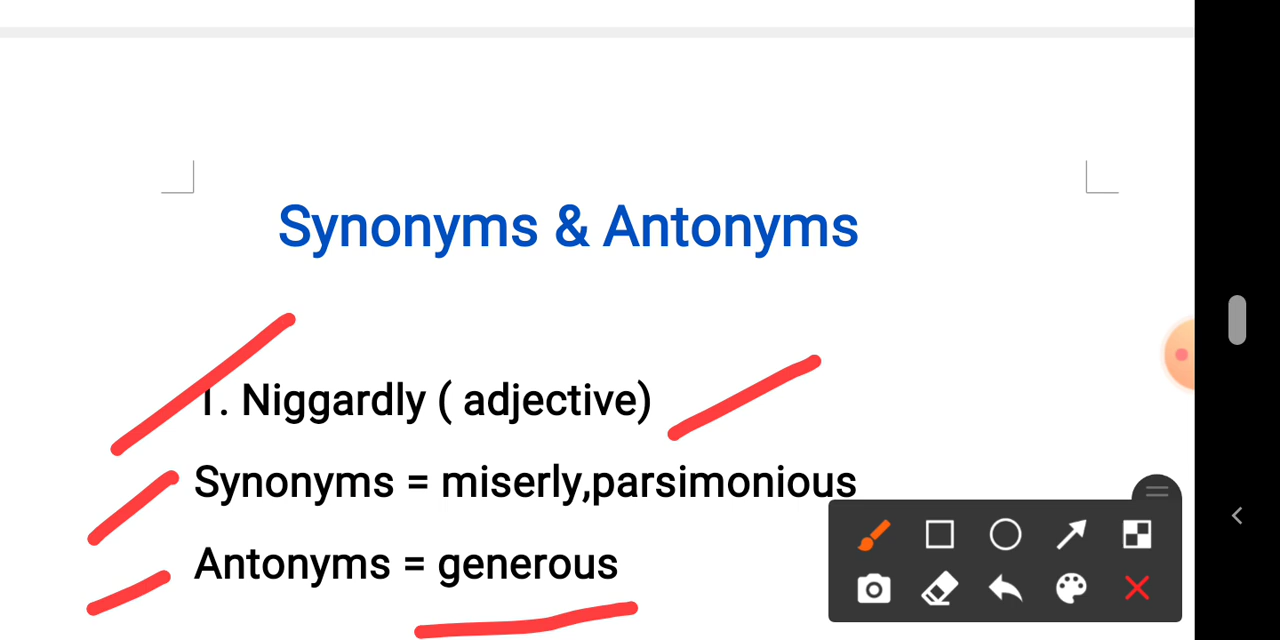 Synonyms & Antonyms
1. Niggardly ( adjective)
Synonyms = miserly,parsimonious
Antonyms = generous